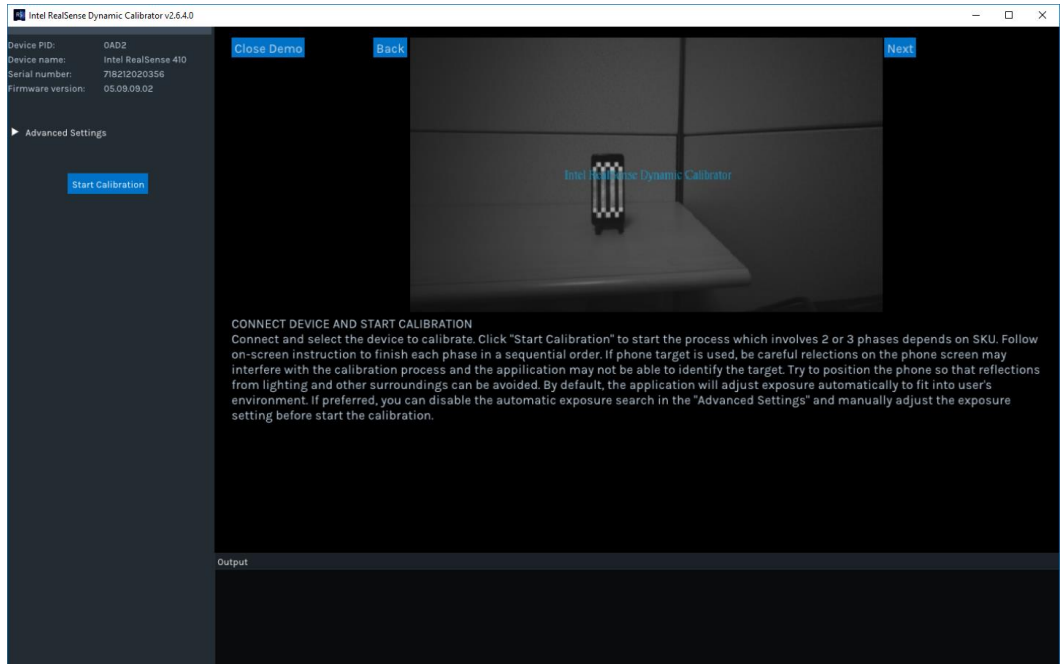 Intel RealSense Dynamic Calibrator v2.6.4.0
Device PID: 0AD2
Device name: Intel RealSense 410
Serial number: 718212020356
Firmware version: 05.09.09.02
Advanced Settings
Start Calibration
Close Demo
Back
Next
Intel Realsense Dynamic Calibrator
CONNECT DEVICE AND START CALIBRATION
Connect and select the device to calibrate. Click "Start Calibration" to start the process which involves 2 or 3 phases depends on SKU. Follow
on-screen instruction to finish each phase in a sequential order. If phone target is used, be careful relections on the phone screen may
interfere with the calibration process and the appilication may not be able to identify the target. Try to position the phone so that reflections
from lighting and other surroundings can be avoided. By default, the application will adjust exposure automatically to fit into user's
environment. If preferred, you can disable the automatic exposure search in the "Advanced Settings" and manually adjust the exposure
setting before start the calibration.
Output